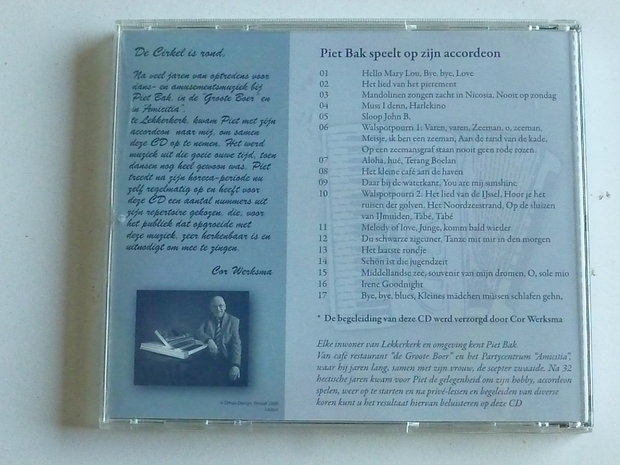 De Cirkel is rond.
Na veel jaren van optredens voor
dans- en amusementsmuziek bij
Piet Bak, in de Groote Boer en
in Amicitia".
te Lekkerkerk, kwam Piet met zijn
accordeon naar mij, om samen
deze CD op te nemen. Het werd
muziek uit die goeie ouwe tijd, toen
dansen nog heel gewoon was. Piet
treedt na zijn horeca-periode nu
zelf regelmatig op en heeft voor
deze CD een aantal nummers uit
zijn repertoire gekozen, die, voor
het publiek dat opgroeide met
deze muziek, zeer herkenbaar is en
uitnodigt om mee te zingen.
Cor Werksma
Piet Bak speelt op zijn accordeon
01 Hello Mary Lou, Bye, bye, Love
02 Het lied van het pierement
03 Mandolinen zongen zacht in Nicosia, Nooit op zondag
04 Muss I denn, Harlekino
05 Sloop John B,
06 Walspotpourri 1: Varen, varen, Zeeman, o, zeeman,
Meisje, ik ben een zeeman, Aan de rand van de kade,
Op een zeemansgraf staan nooit geen rode rozen
07 Aloha, hué, Terang Boelan
08 Het kleine café aan de haven
09 Daar bij de waterkant, You are mij sunshine
10 Walspotpourri 2: Het lied van de IJsel, Hoor je het
ruisen der golven, Het Noordzeestrand, Op de sluizen
van IJmuiden, Tabé, Tabé
11 Melody of love, Junge, komm bald wieder
12 Du schwarze zigeuner, Tanze mit mir in den morgen
13 Het laatste rondje
14 Schön ist die jugendzeit
15 Middellandse zee, souvenir van mijn dromen, O, sole mio
16 Irene Goodnight
17 Bye, bye, blues, Kleines mädchen müssen schlafen gehn,
* De begeleiding van deze CD werd verzorgd door Cor Werksma
Elke inwoner van Lekkerkerk en omgeving kent Piet Bak.
Van café restaurant "de Groote Boer" en het Partycentrum "Amicitia",
waar hij jaren lang, samen met zijn vrouw, de scepter zwaaide. Na 32
hectische jaren kwam voor Piet de gelegenheid om zijn hobby, accordeon
spelen, weer op te starten en na privé-lessen en begeleiden van diverse
koren kunt u het resultaat hiervan beluisteren op deze CD